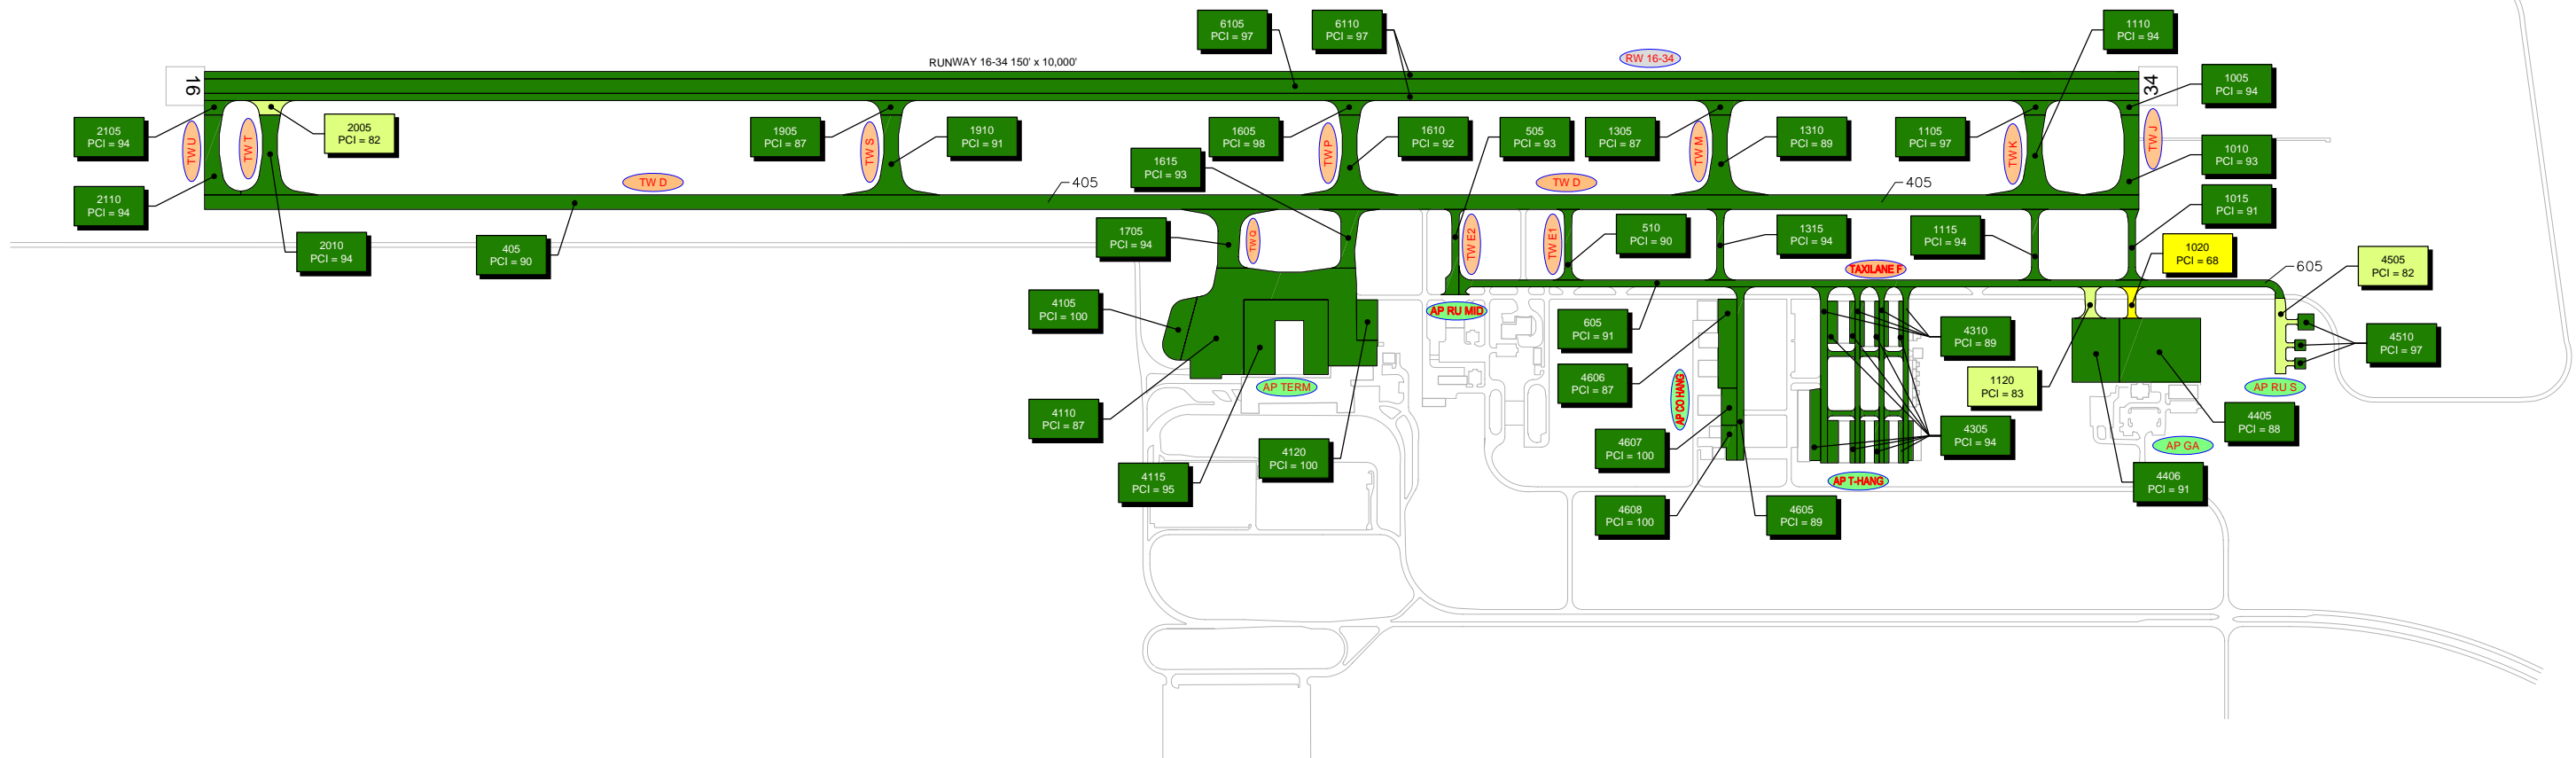 6105
PCI = 97
6110
PCI = 97
1110
PCI = 94
RUNWAY 16-34 150' x 10,000'
RW 16-34
16
34
1005
PCI = 94
2105
PCI = 94
TW U
TW T
2005
PCI = 82
1905
PCI = 87
TW S
1910
PCI = 91
1605
PCI = 98
TW P
1610
PCI = 92
505
PCI = 93
1305
PCI = 87
TW M
1310
PCI = 89
1105
PCI = 97
TW K
TW J
1010
PCI = 93
1615
PCI = 93
2110
PCI = 94
TW D
405
TW D
405
1015
PCI = 91
2010
PCI = 94
405
PCI = 90
1705
PCI = 94
TW Q
TW E2
TW E1
510
PCI = 90
1315
PCI = 94
1115
PCI = 94
1020
PCI = 68
4505
PCI = 82
TAXILANE F
605
4105
PCI = 100
AP RU MID
605
PCI = 91
4310
PCI = 89
4510
PCI = 97
4606
PCI = 87
AP TERM
AP CO HANG
1120
PCI = 83
AP RU S
4110
PCI = 87
4405
PCI = 88
4120
PCI = 100
4607
PCI = 100
4305
PCI = 94
AP GA
4115
PCI = 95
AP T-HANG
4406
PCI = 91
4608
PCI = 100
4605
PCI = 89